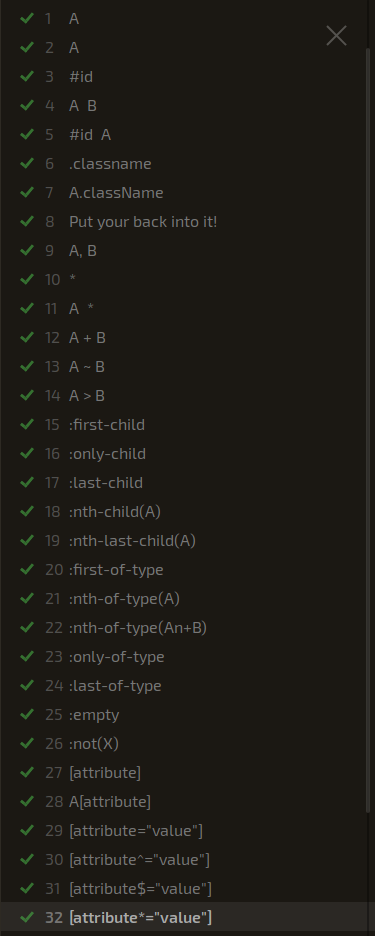 1 A
2 A
3 #id
4 A  B
5 #id  A
6 .classname
7 A.className
8 Put your back into it!
9 A, B
10 *
11 A  *
12 A + B
13 A ~ B
14 A > B
15 :first-child
16 :only-child
17 :last-child
18 :nth-child(A)
19 :nth-last-child(A)
20 :first-of-type
21 :nth-of-type(A)
22 :nth-of-type(An+B)
23 :only-of-type
24 :last-of-type
25 :empty
26 :not(X)
27 [attribute]
28 A[attribute]
29 [attribute="value"]
30 [attribute^="value"]
31 [attribute$="value"]
32 [attribute*="value"]